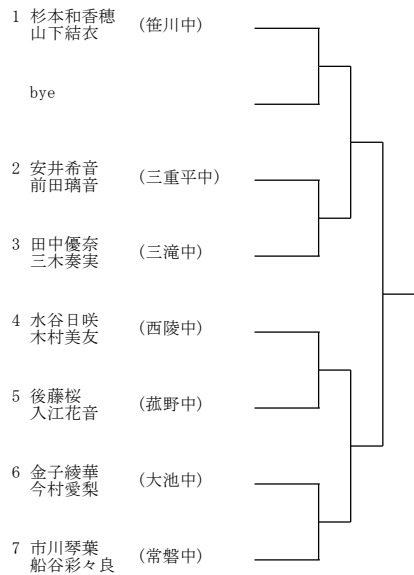 1 杉本和香穂
山下結衣 (笹川中)
bye
2 安井希音
前田璃音 (三重平中)
3 田中優奈
三木奏実 (三滝中)
4 水谷日咲
木村美友 (西陵中)
5 後藤桜
入江花音 (菰野中)
6 金子綾華
今村愛梨 (大池中)
7 市川琴葉
船谷彩々良 (常磐中)